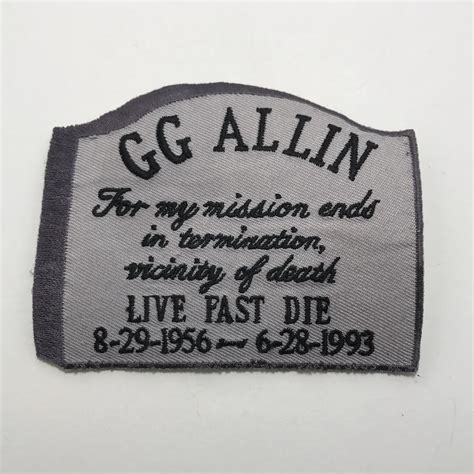 GG ALLIN
For my mission ends
in termination,
vicinity of death
LIVE FAST DIE
8-29-1956 — 6-28-1993